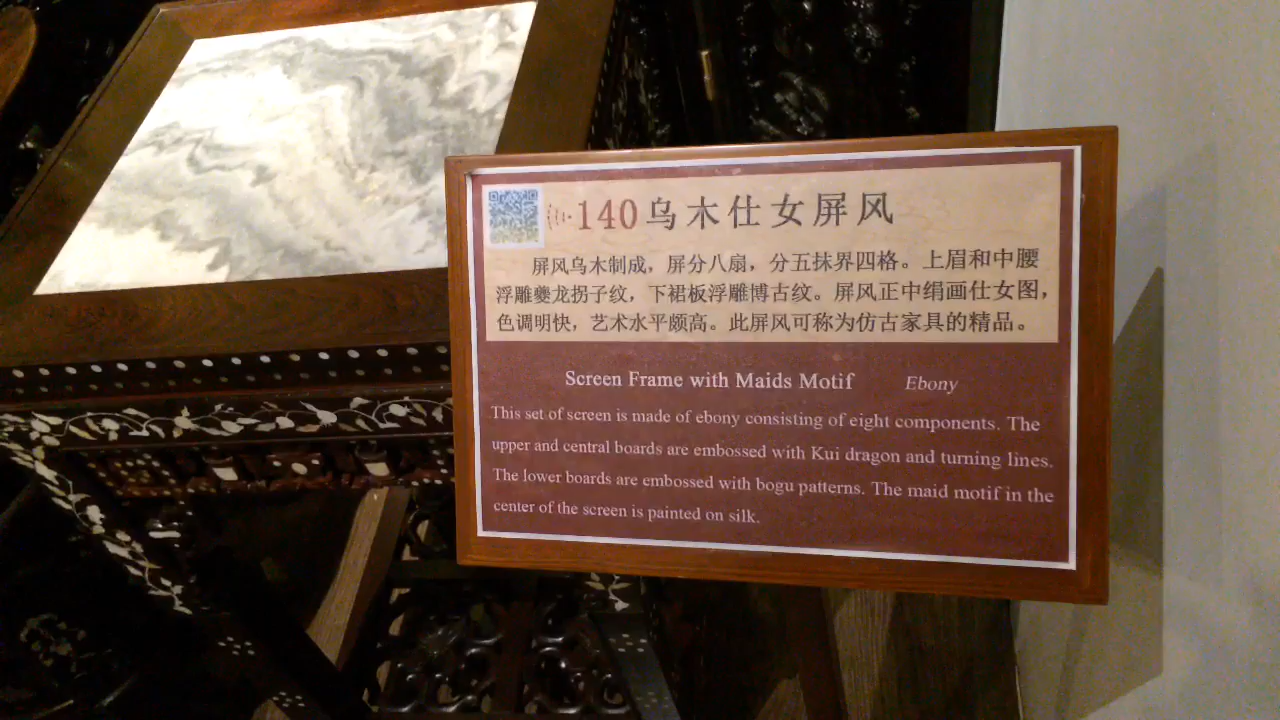 140 乌木仕女屏风
屏风乌木制成，屏分八扇，分五抹界四格。上眉和中腰
浮雕夔龙拐子纹，下裙板浮雕博古纹。屏风正中绢画仕女图，
色调明快，艺术水平颇高。此屏风可称为仿古家具的精品。
Screen Frame with Maids Motif Ebony
This set of screen is made of ebony consisting of eight components. The
upper and central boards are embossed with Kui dragon and turning lines.
The lower boards are embossed with bogu patterns. The maid motif in the
center of the screen is painted on silk.